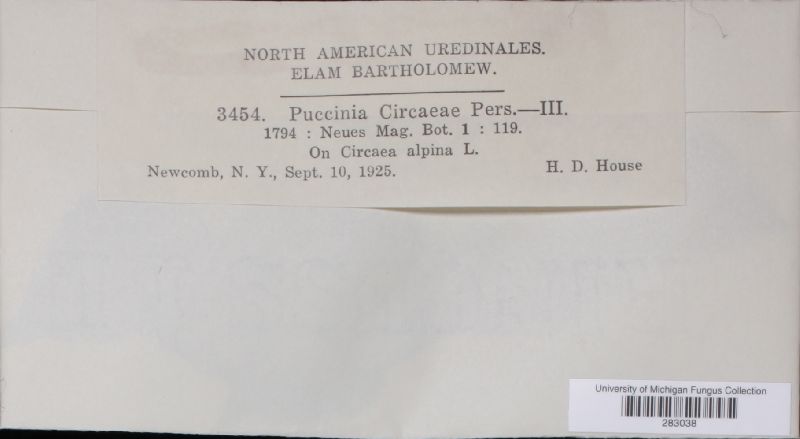 NORTH AMERICAN UREDINALES.
ELAM BARTHOLOMEW.
3454. Puccinia Circaeae Pers.—III.
1794 : Neues Mag. Bot. 1 : 119.
On Circaea alpina L.
Newcomb, N. Y., Sept. 10, 1925. H. D. House
University of Michigan Fungus Collection
283038